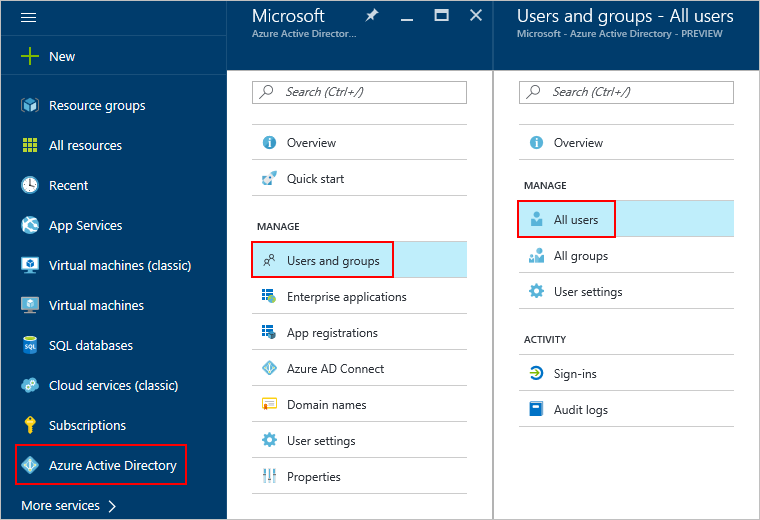 New
Resource groups
All resources
Recent
App Services
Virtual machines (classic)
Virtual machines
SQL databases
Cloud services (classic)
Subscriptions
Azure Active Directory
More services
Microsoft
Azure Active Director...
Search (Ctrl+/)
Overview
Quick start
MANAGE
Users and groups
Enterprise applications
App registrations
Azure AD Connect
Domain names
User settings
Properties
Users and groups - All users
Microsoft - Azure Active Directory - PREVIEW
Search (Ctrl+/)
Overview
MANAGE
All users
All groups
User settings
ACTIVITY
Sign-ins
Audit logs